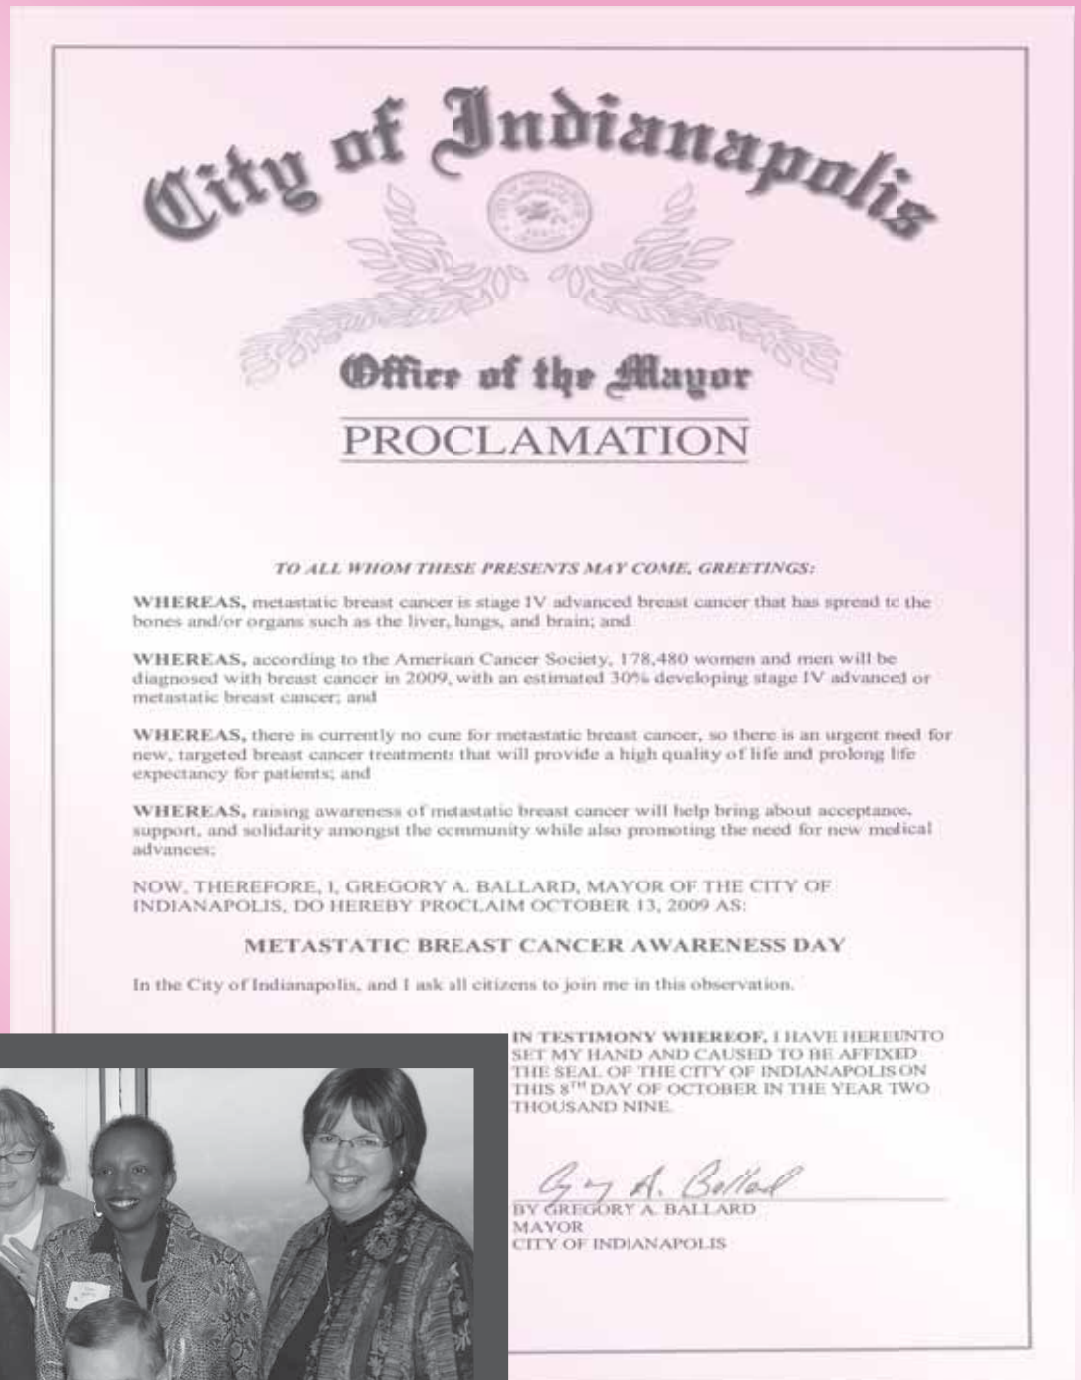 City of Indianapolis
Office of the Mayor
PROCLAMATION
TO ALL WHOM THESE PRESENTS MAY COME, GREETINGS:
WHEREAS, metastatic breast cancer is stage IV advanced breast cancer that has spread to the
bones and/or organs such as the liver, lungs, and brain; and
WHEREAS, according to the American Cancer Society, 178,480 women and men will be
diagnosed with breast cancer in 2009, with an estimated 30% developing stage IV advanced or
metastatic breast cancer; and
WHEREAS, there is currently no cure for metastatic breast cancer, so there is an urgent need for
new, targeted breast cancer treatments that will provide a high quality of life and prolong life
expectancy for patients; and
WHEREAS, raising awareness of metastatic breast cancer will help bring about acceptance,
support, and solidarity amongst the community while also promoting the need for new medical
advances;
NOW, THEREFORE, I, GREGORY A. BALLARD, MAYOR OF THE CITY OF
INDIANAPOLIS, DO HEREBY PROCLAIM OCTOBER 13, 2009 AS:
METASTATIC BREAST CANCER AWARENESS DAY
In the City of Indianapolis, and I ask all citizens to join me in this observation.
IN TESTIMONY WHEREOF, I HAVE HEREUNTO
SET MY HAND AND CAUSED TO BE AFFIXED
THE SEAL OF THE CITY OF INDIANAPOLIS ON
THIS 8TH DAY OF OCTOBER IN THE YEAR TWO
THOUSAND NINE.
BY GREGORY A. BALLARD
MAYOR
CITY OF INDIANAPOLIS